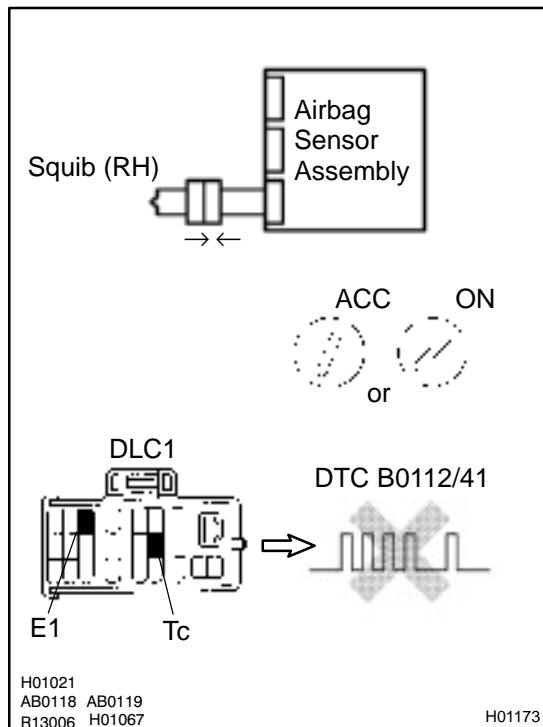 Airbag
Sensor
Assembly
Squib (RH)
ACC ON
or
DLC1
DTC B0112/41
E1
Tc
H01021
AB0118 AB0119
R13006 H01067
H01173